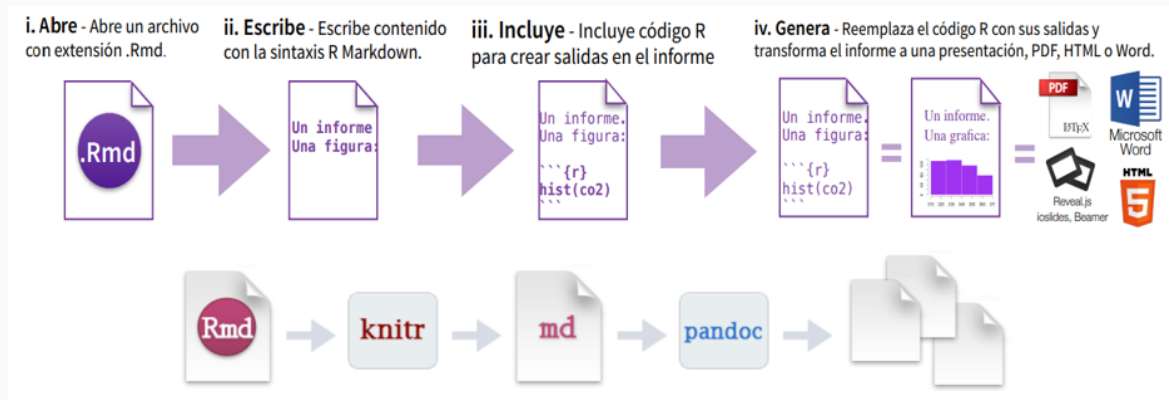 i. Abre - Abre un archivo
con extensión .Rmd.
ii. Escribe - Escribe contenido
con la sintaxis R Markdown.
iii. Incluye - Incluye código R
para crear salidas en el informe
iv. Genera - Reemplaza el código R con sus salidas y
transforma el informe a una presentación, PDF, HTML o Word.
.Rmd
Un informe
Una figura:
Un informe.
Una figura:
```{r}
hist(co2)
```
Un informe.
Una figura:
```{r}
hist(co2)
```
=
Un informe.
Una grafica:
=
PDF
LATEX
W
Microsoft
Word
Reveal.js
ioslides, Beamer
HTML
5
Rmd
knitr
md
pandoc